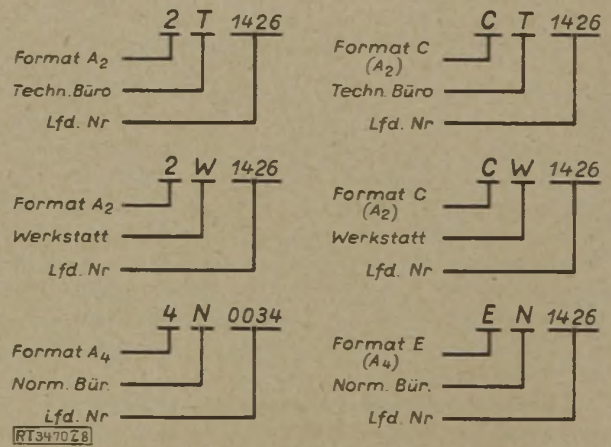 2 T 1426
Format A2
Techn. Büro
Lfd. Nr
C T 1426
Format C
(A2)
Techn. Büro
Lfd. Nr
2 W 1426
Format A2
Werkstatt
Lfd. Nr
C W 1426
Format C
(A2)
Werkstatt
Lfd. Nr
4 N 0034
Format A4
Norm. Bür.
Lfd. Nr
E N 1426
Format E
(A4)
Norm. Bür.
Lfd. Nr
RT3470Z8